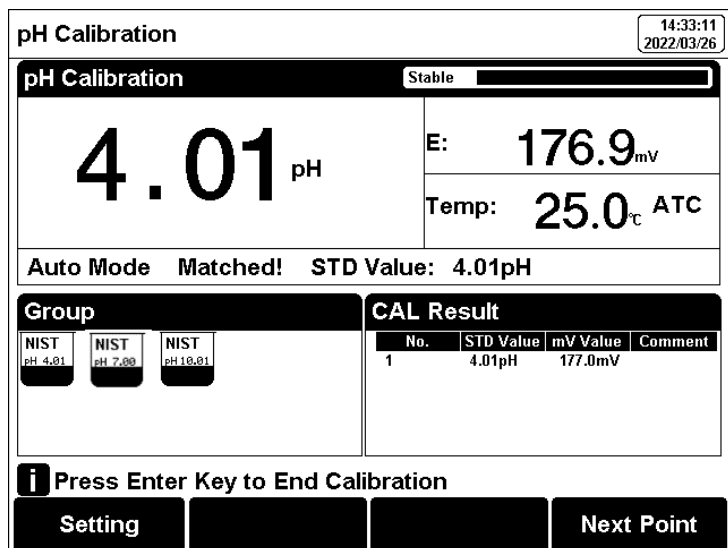 pH Calibration
14:33:11
2022/03/26
pH Calibration
Stable
4.01 pH
E: 176.9 mV
Temp: 25.0 ℃ ATC
Auto Mode Matched! STD Value: 4.01pH
Group
NIST pH 4.01
NIST pH 7.00
NIST pH10.01
CAL Result
No. STD Value mV Value Comment
1 4.01pH 177.0mV
i Press Enter Key to End Calibration
Setting
Next Point